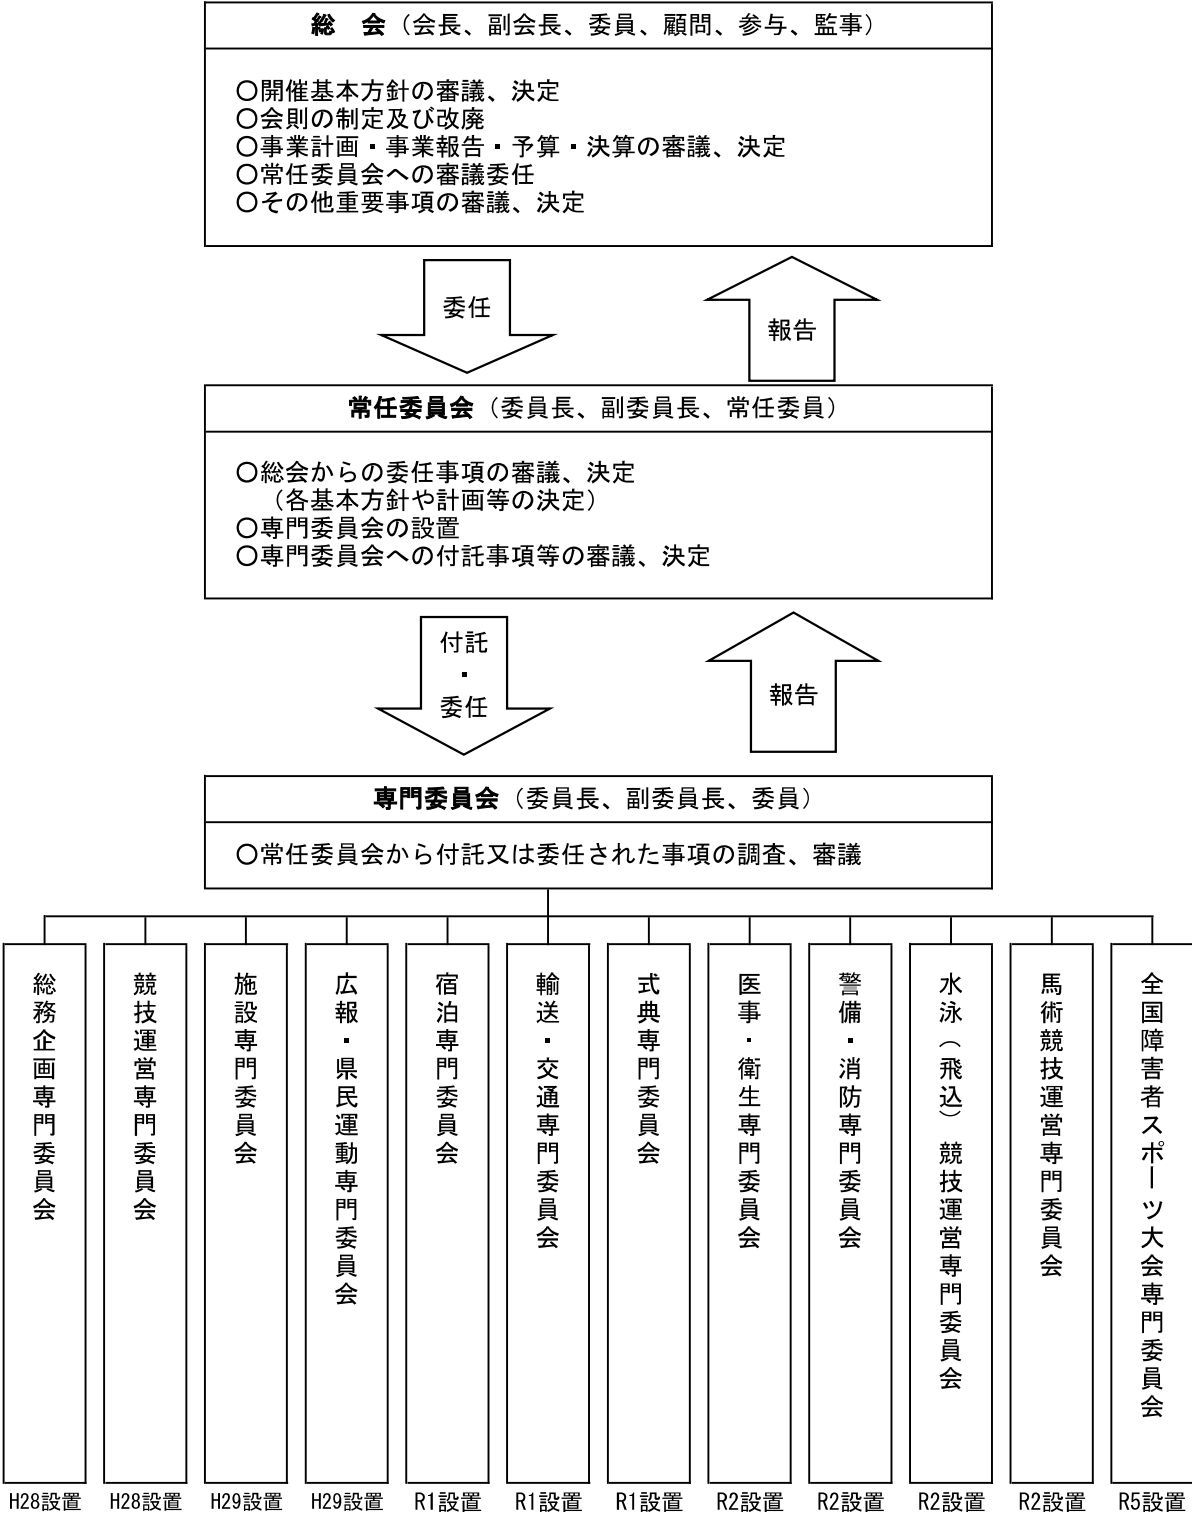 総　会（会長、副会長、委員、顧問、参与、監事）
〇開催基本方針の審議、決定
〇会則の制定及び改廃
〇事業計画・事業報告・予算・決算の審議、決定
〇常任委員会への審議委任
〇その他重要事項の審議、決定
委任
報告
常任委員会（委員長、副委員長、常任委員）
〇総会からの委任事項の審議、決定
（各基本方針や計画等の決定）
〇専門委員会の設置
〇専門委員会への付託事項等の審議、決定
付託
・
委任
報告
専門委員会（委員長、副委員長、委員）
〇常任委員会から付託又は委任された事項の調査、審議
総務企画専門委員会
競技運営専門委員会
施設専門委員会
広報・県民運動専門委員会
宿泊専門委員会
輸送・交通専門委員会
式典専門委員会
医事・衛生専門委員会
警備・消防専門委員会
水泳（飛込）競技運営専門委員会
馬術競技運営専門委員会
全国障害者スポーツ大会専門委員会
H28設置
H28設置
H29設置
H29設置
R1設置
R1設置
R1設置
R2設置
R2設置
R2設置
R2設置
R5設置